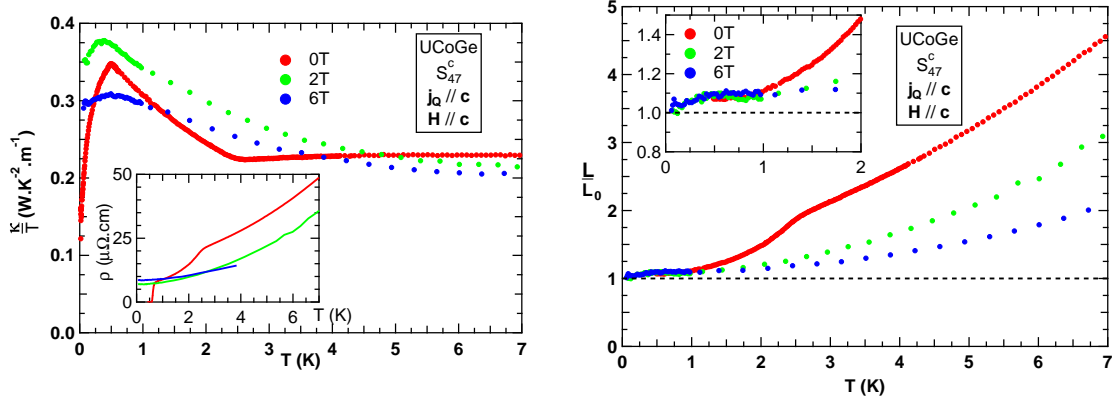 0.4
0.3
0.2
0.1
0.0
κ/T (W.K⁻².m⁻¹)
0 1 2 3 4 5 6 7
T (K)
0T
2T
6T
UCoGe
S₄₇ᶜ
j_Q // c
H // c
50
25
0
ρ (μΩ.cm)
0 2 4 6
T (K)
5
4
3
2
1
0
L/L₀
0 1 2 3 4 5 6 7
T (K)
0 1 2
1.4
1.2
1.0
0.8
0T
2T
6T
UCoGe
S₄₇ᶜ
j_Q // c
H // c